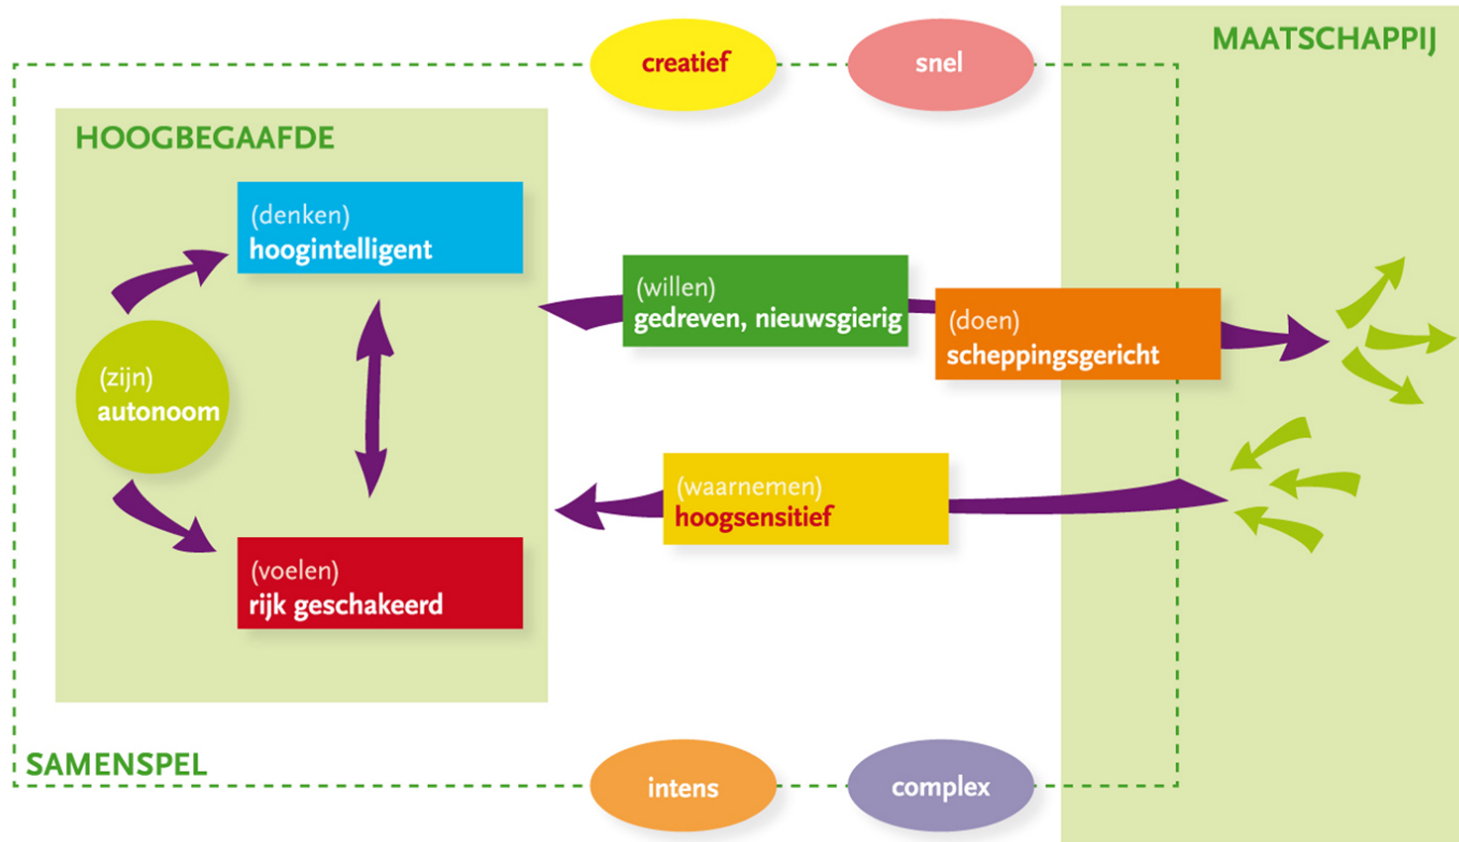 creatief
snel
MAATSCHAPPIJ
HOOGBEGAAFDE
(denken)
hoogintelligent
(willen)
gedreven, nieuwsgierig
(doen)
scheppingsgericht
(zijn)
autonoom
(waarnemen)
hoogsensitief
(voelen)
rijk geschakeerd
SAMENSPEL
intens
complex